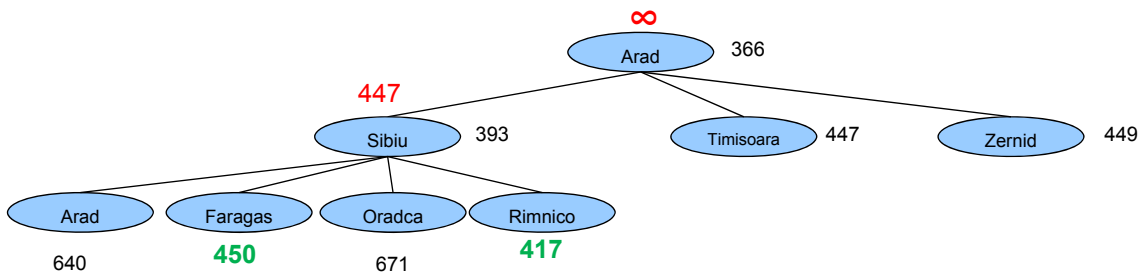 ∞
Arad 366
447
Sibiu 393 Timisoara 447 Zernid 449
Arad Faragas Oradca Rimnico
640 450 671 417